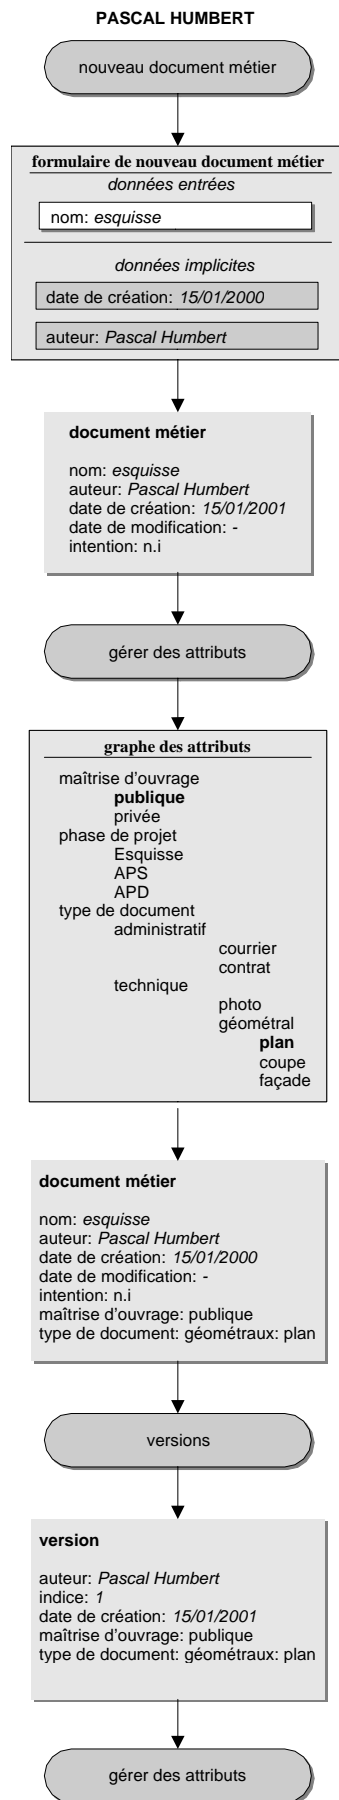 PASCAL HUMBERT
nouveau document métier
formulaire de nouveau document métier
données entrées
nom: esquisse
données implicites
date de création: 15/01/2000
auteur: Pascal Humbert
document métier
nom: esquisse
auteur: Pascal Humbert
date de création: 15/01/2001
date de modification: -
intention: n.i
gérer des attributs
graphe des attributs
maîtrise d'ouvrage
publique
privée
phase de projet
Esquisse
APS
APD
type de document
administratif
courrier
contrat
technique
photo
géométral
plan
coupe
façade
document métier
nom: esquisse
auteur: Pascal Humbert
date de création: 15/01/2000
date de modification: -
intention: n.i
maîtrise d'ouvrage: publique
type de document: géométraux: plan
versions
version
auteur: Pascal Humbert
indice: 1
date de création: 15/01/2001
maîtrise d'ouvrage: publique
type de document: géométraux: plan
gérer des attributs